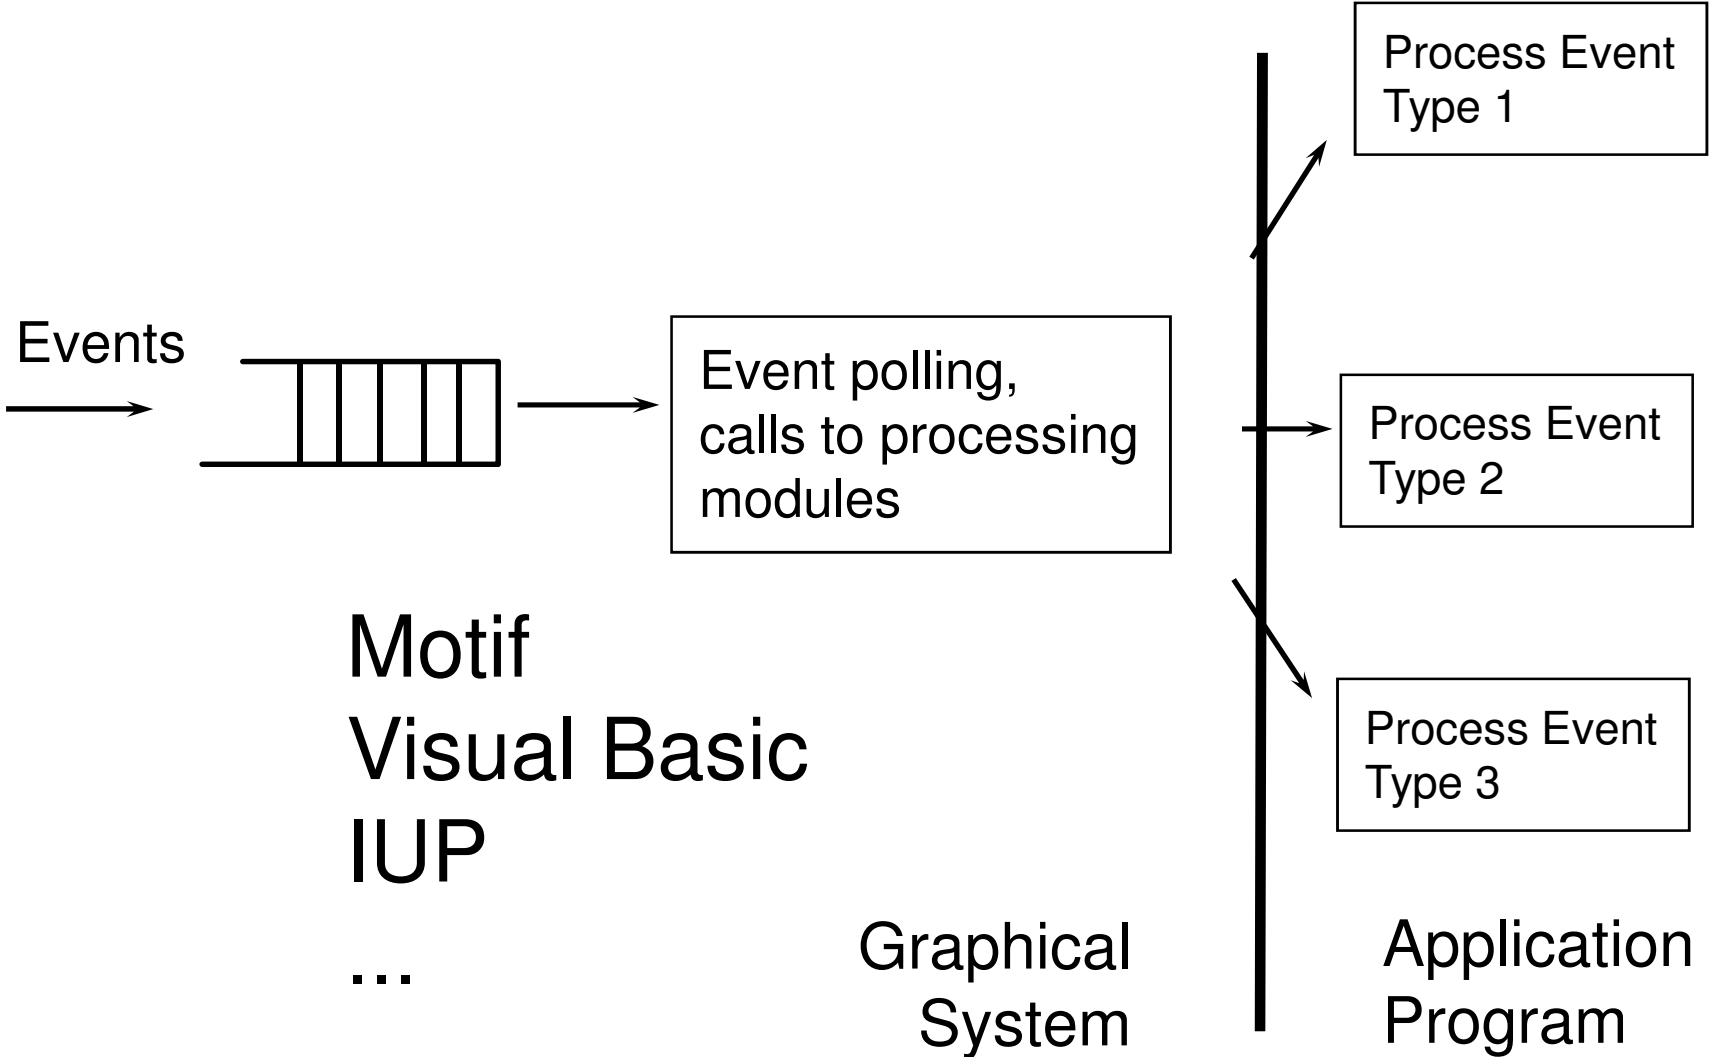 Process Event
Type 1
Events
Event polling,
calls to processing
modules
Process Event
Type 2
Motif
Visual Basic
IUP
...
Process Event
Type 3
Graphical
System
Application
Program